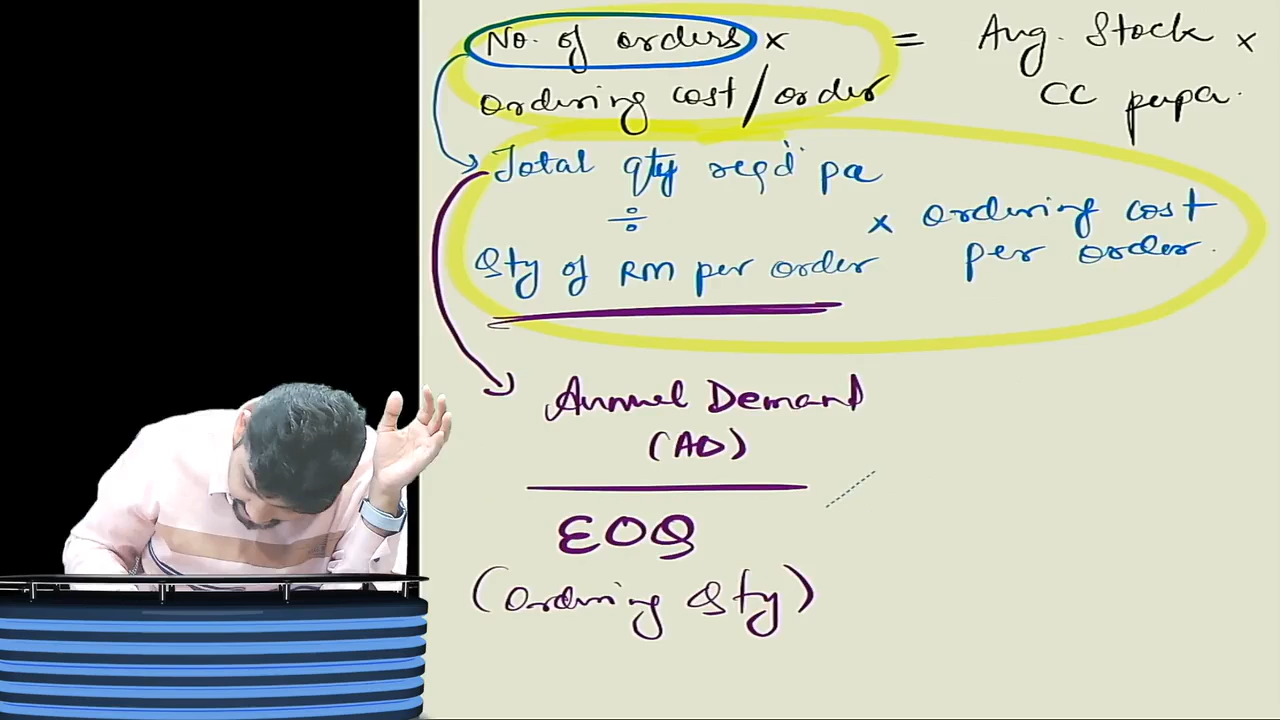 No. of orders x = Avg. Stock x
Ordering cost/order CC pupa.
Total qty reqd pa
÷
Qty of RM per order x ordering cost per order.
Annual Demand
(AD)
EOQ
(Ordering Qty)